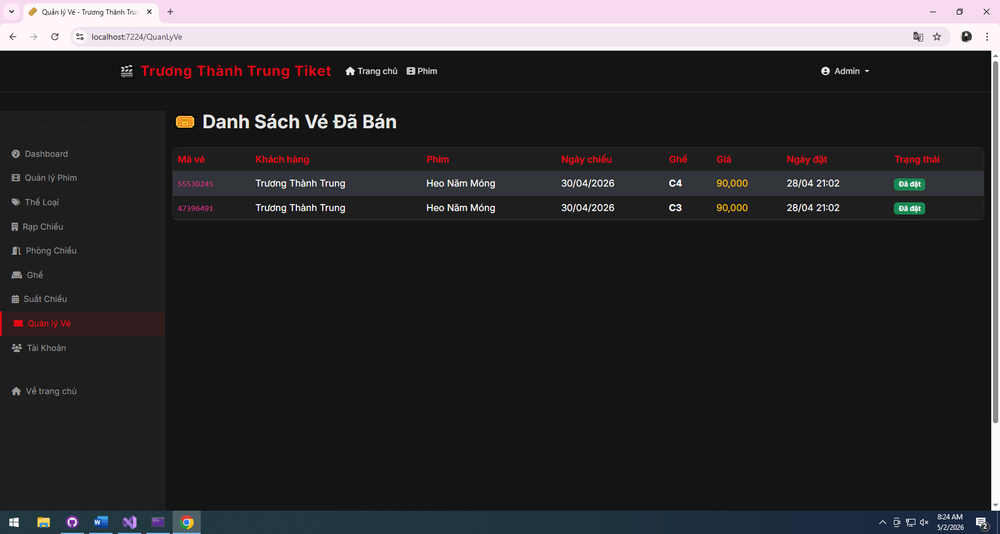 Quản lý Vé - Trương Thành Trun
localhost:7224/QuanLyVe
Trương Thành Trung Tiket
Trang chủ
Phim
Admin
QUẢN TRỊ HỆ THỐNG
Dashboard
Quản lý Phim
Thể Loại
Rạp Chiếu
Phòng Chiếu
Ghế
Suất Chiếu
Quản lý Vé
Tài Khoản
Về trang chủ
Danh Sách Vé Đã Bán
Mã vé Khách hàng Phim Ngày chiếu Ghế Giá Ngày đặt Trạng thái
5553D245 Trương Thành Trung Heo Năm Móng 30/04/2026 C4 90,000 28/04 21:02 Đã đặt
47396491 Trương Thành Trung Heo Năm Móng 30/04/2026 C3 90,000 28/04 21:02 Đã đặt
8:24 AM
5/2/2026
2